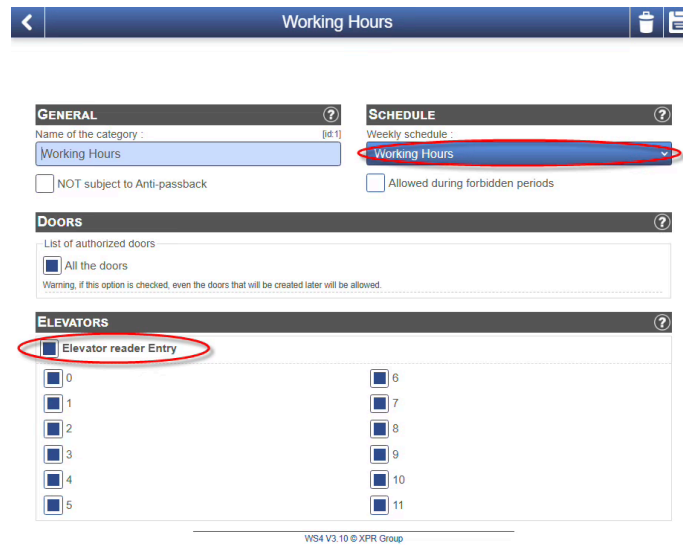 Working Hours
GENERAL ?
Name of the category : [id:1]
Working Hours
NOT subject to Anti-passback
SCHEDULE ?
Weekly schedule :
Working Hours
Allowed during forbidden periods
DOORS ?
List of authorized doors
All the doors
Warning, if this option is checked, even the doors that will be created later will be allowed.
ELEVATORS ?
Elevator reader Entry
0
1
2
3
4
5
6
7
8
9
10
11
WS4 V3.10 © XPR Group